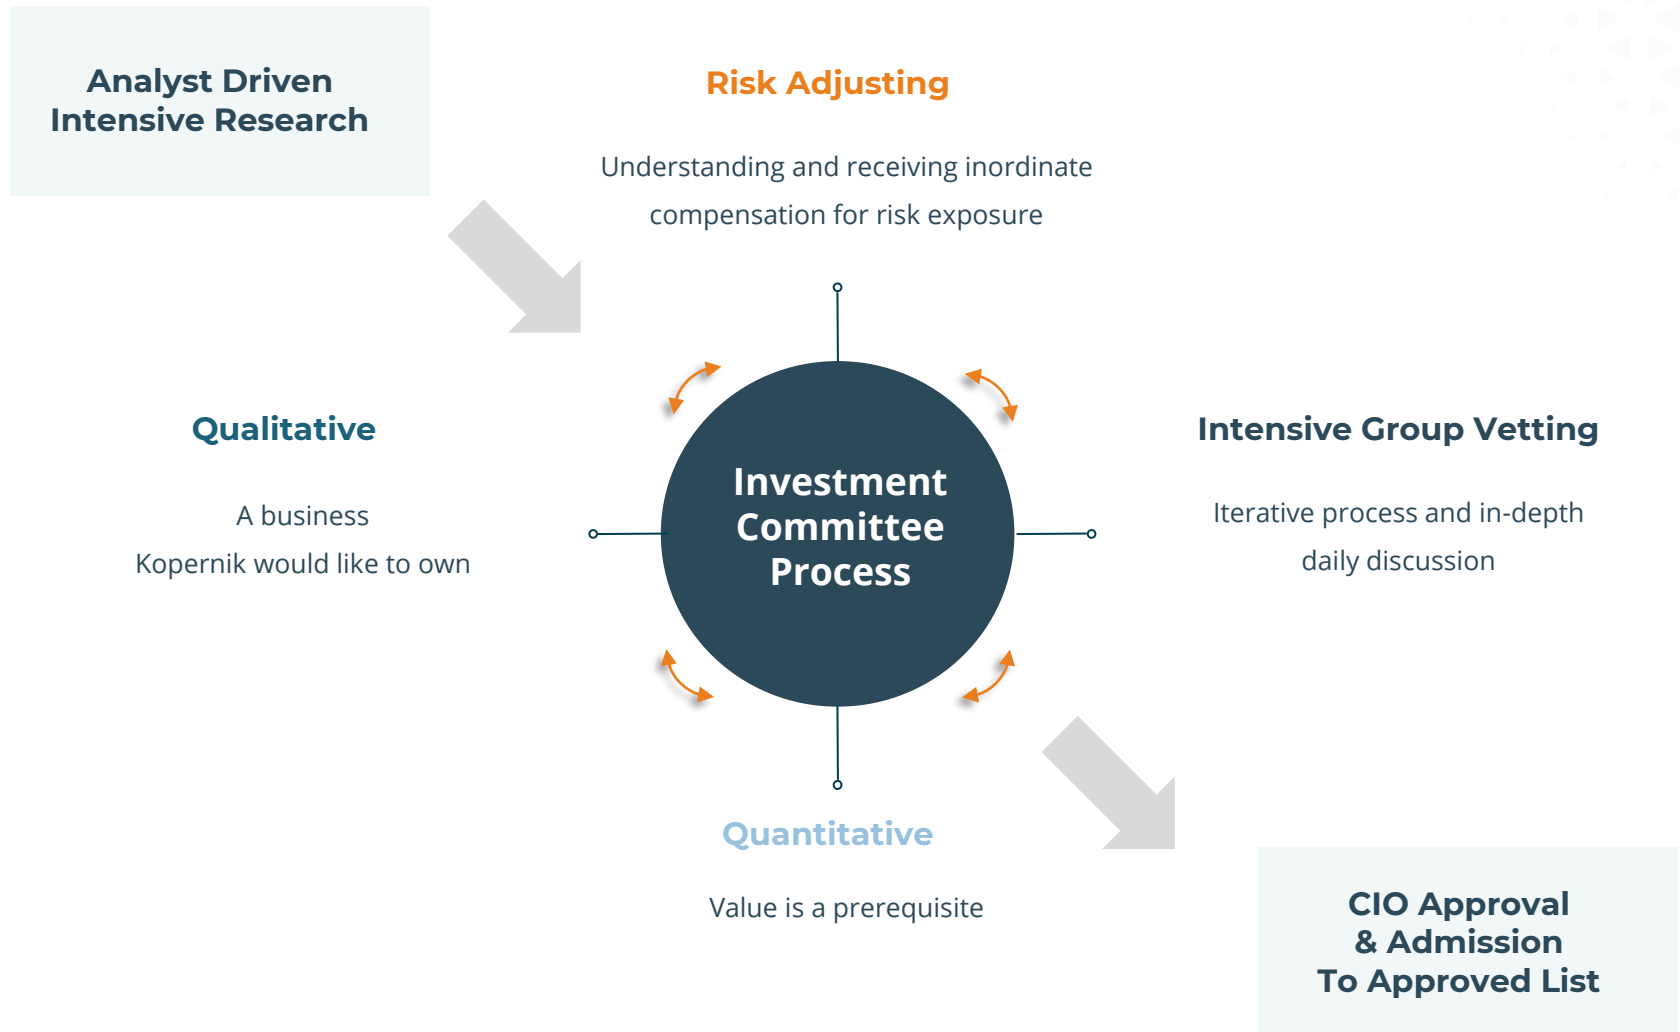 Analyst Driven
Intensive Research
Risk Adjusting
Understanding and receiving inordinate
compensation for risk exposure
Qualitative
A business
Kopernik would like to own
Investment
Committee
Process
Intensive Group Vetting
Iterative process and in-depth
daily discussion
Quantitative
Value is a prerequisite
CIO Approval
& Admission
To Approved List